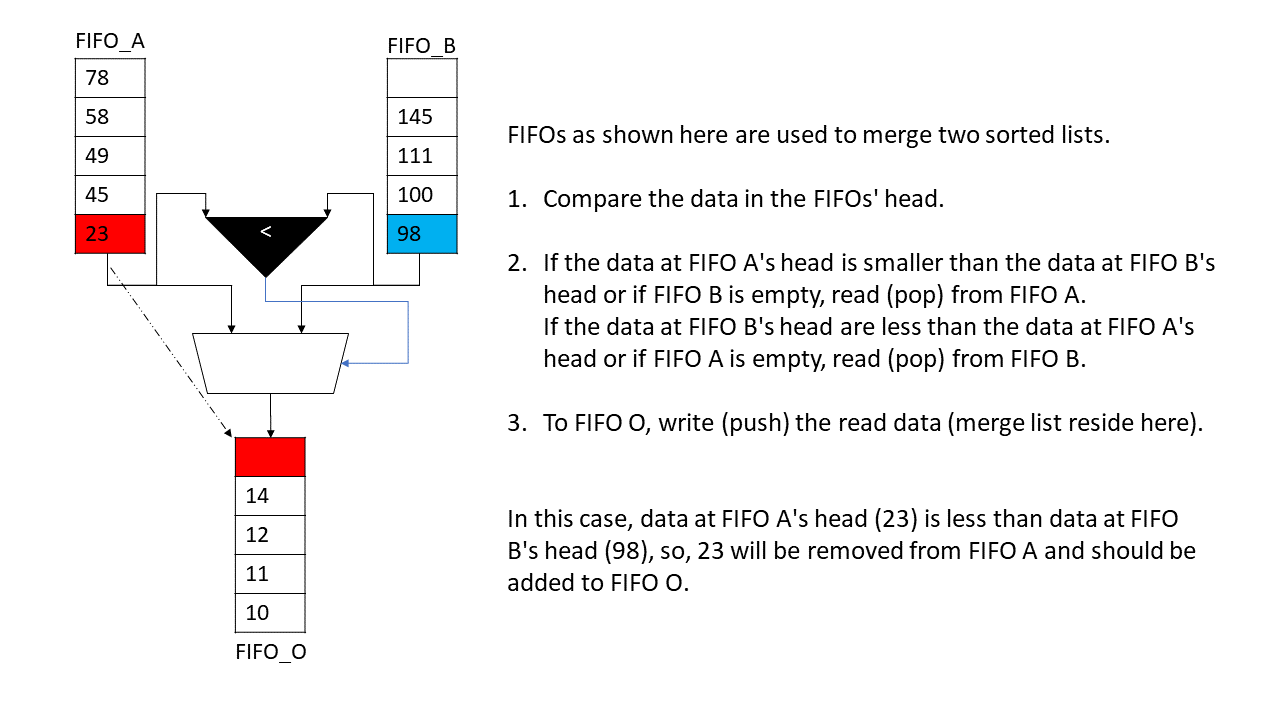 FIFO_A
78
58
49
45
23
FIFO_B
145
111
100
98
<
14
12
11
10
FIFO_O
FIFOs as shown here are used to merge two sorted lists.
1. Compare the data in the FIFOs' head.
2. If the data at FIFO A's head is smaller than the data at FIFO B's
head or if FIFO B is empty, read (pop) from FIFO A.
If the data at FIFO B's head are less than the data at FIFO A's
head or if FIFO A is empty, read (pop) from FIFO B.
3. To FIFO O, write (push) the read data (merge list reside here).
In this case, data at FIFO A's head (23) is less than data at FIFO
B's head (98), so, 23 will be removed from FIFO A and should be
added to FIFO O.